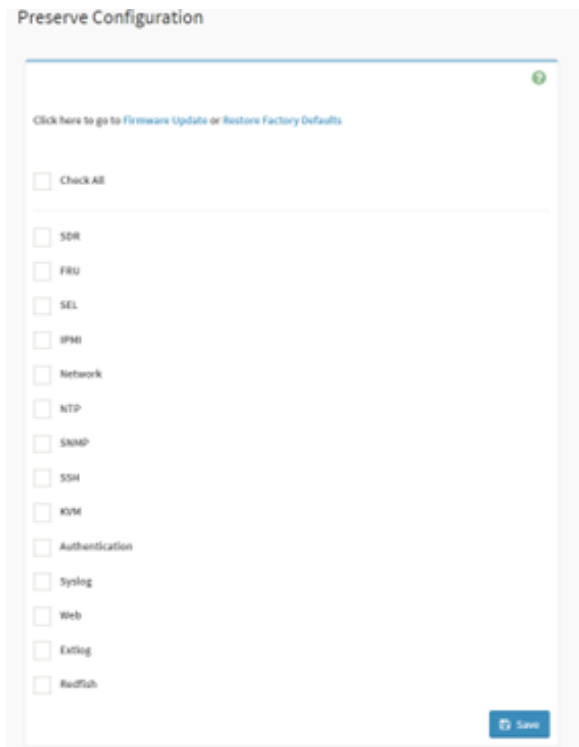 Preserve Configuration
?
Click here to go to Firmware Update or Restore Factory Defaults
Check All
SDR
FRU
SEL
IPMI
Network
NTP
SNMP
SSH
KVM
Authentication
Syslog
Web
Extlog
Redfish
Save